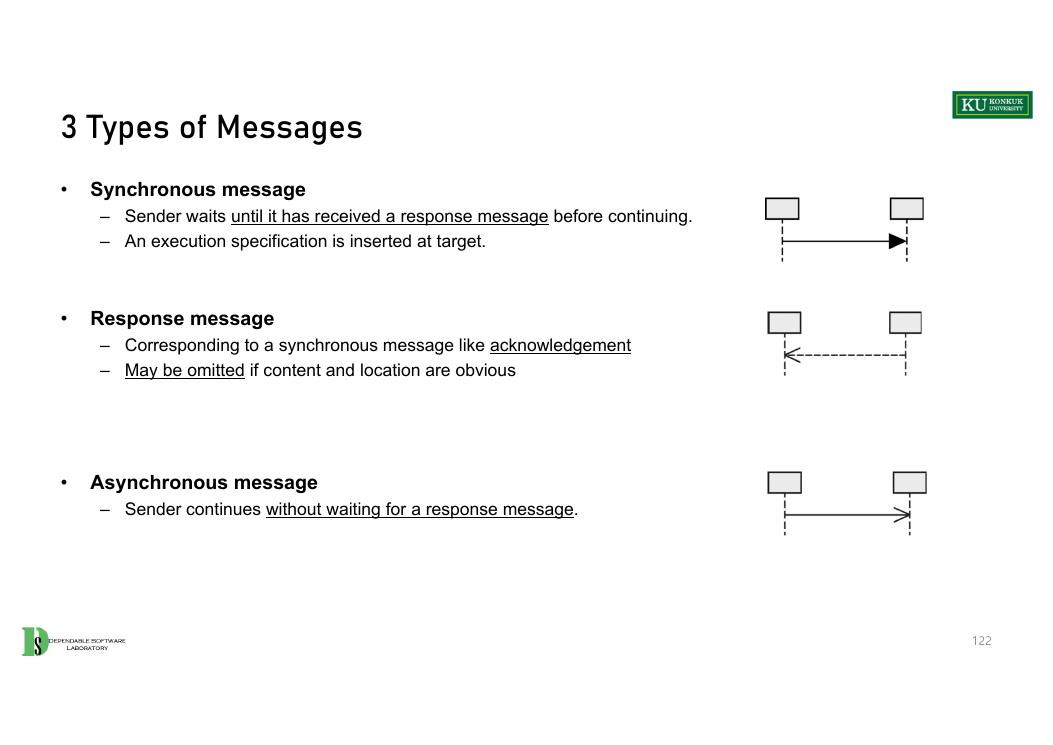 KU KONKUK
UNIVERSITY
3 Types of Messages
• Synchronous message
– Sender waits until it has received a response message before continuing.
– An execution specification is inserted at target.
• Response message
– Corresponding to a synchronous message like acknowledgement
– May be omitted if content and location are obvious
• Asynchronous message
– Sender continues without waiting for a response message.
DS DEPENDABLE SOFTWARE
LABORATORY
122